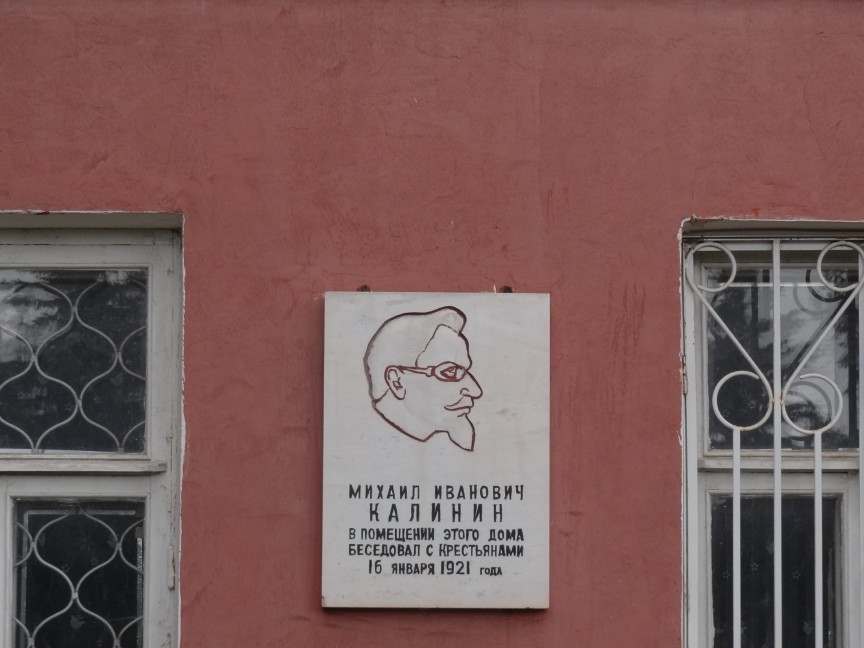 МИХАИЛ ИВАНОВИЧ
КАЛИНИН
В ПОМЕЩЕНИИ ЭТОГО ДОМА
БЕСЕДОВАЛ С КРЕСТЬЯНАМИ
16 ЯНВАРЯ 1921 ГОДА